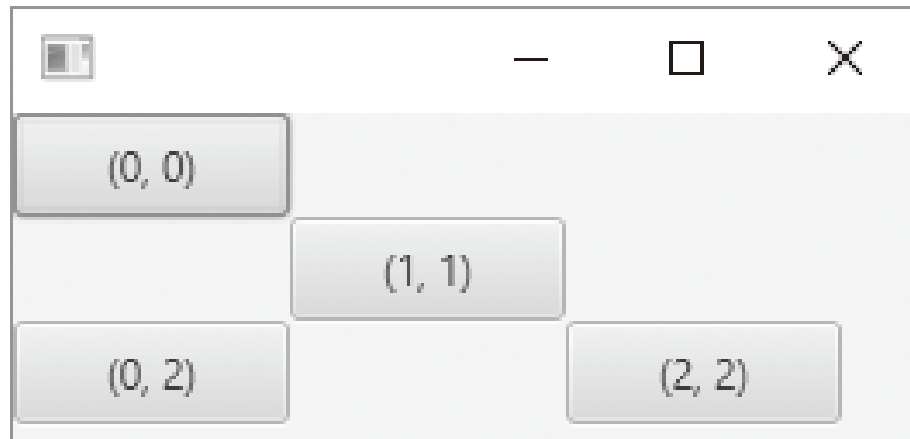 (0, 0)
(1, 1)
(0, 2) (2, 2)